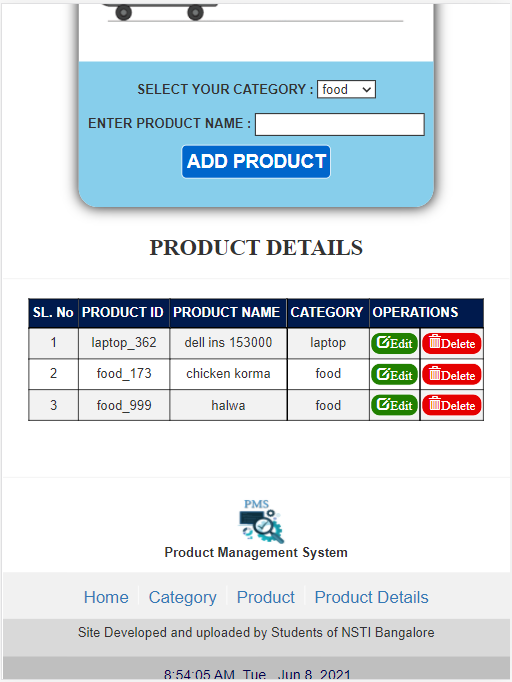 SELECT YOUR CATEGORY : food
ENTER PRODUCT NAME :
ADD PRODUCT
PRODUCT DETAILS
SL. No PRODUCT ID PRODUCT NAME CATEGORY OPERATIONS
1 laptop_362 dell ins 153000 laptop Edit Delete
2 food_173 chicken korma food Edit Delete
3 food_999 halwa food Edit Delete
PMS
Product Management System
Home Category Product Product Details
Site Developed and uploaded by Students of NSTI Bangalore
8:54:05 AM Tue Jun 8 2021